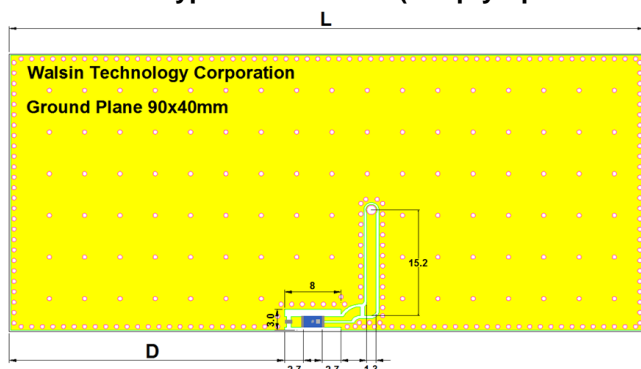 L
Walsin Technology Corporation
Ground Plane 90x40mm
15.2
8
3.0
D